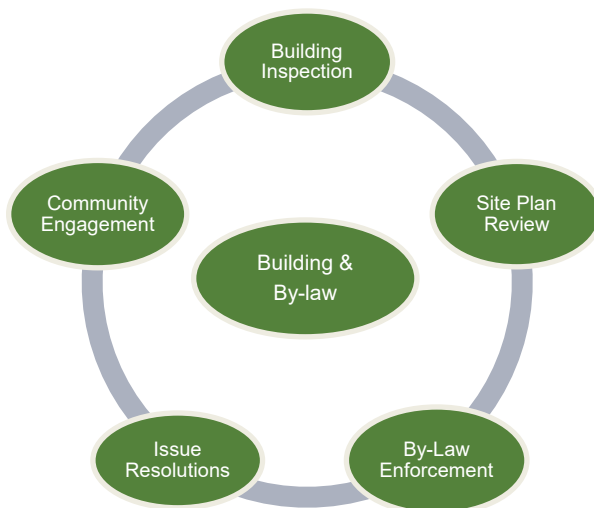 Building
Inspection
Community
Engagement
Site Plan
Review
Building &
By-law
Issue
Resolutions
By-Law
Enforcement